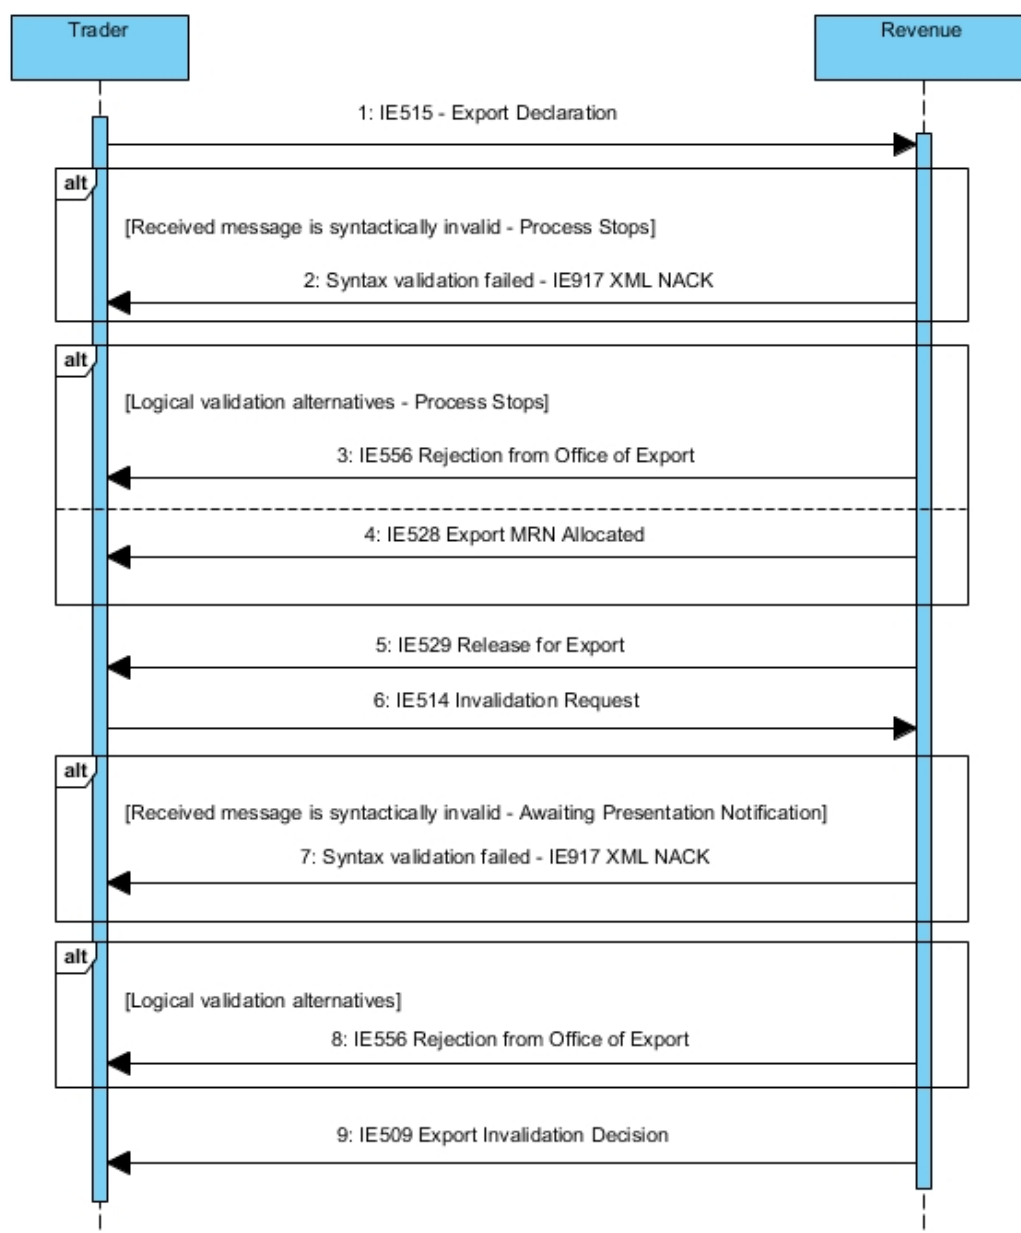 Trader
Revenue
1: IE515 - Export Declaration
alt
[Received message is syntactically invalid - Process Stops]
2: Syntax validation failed - IE917 XML NACK
alt
[Logical validation alternatives - Process Stops]
3: IE556 Rejection from Office of Export
4: IE528 Export MRN Allocated
5: IE529 Release for Export
6: IE514 Invalidation Request
alt
[Received message is syntactically invalid - Awaiting Presentation Notification]
7: Syntax validation failed - IE917 XML NACK
alt
[Logical validation alternatives]
8: IE556 Rejection from Office of Export
9: IE509 Export Invalidation Decision